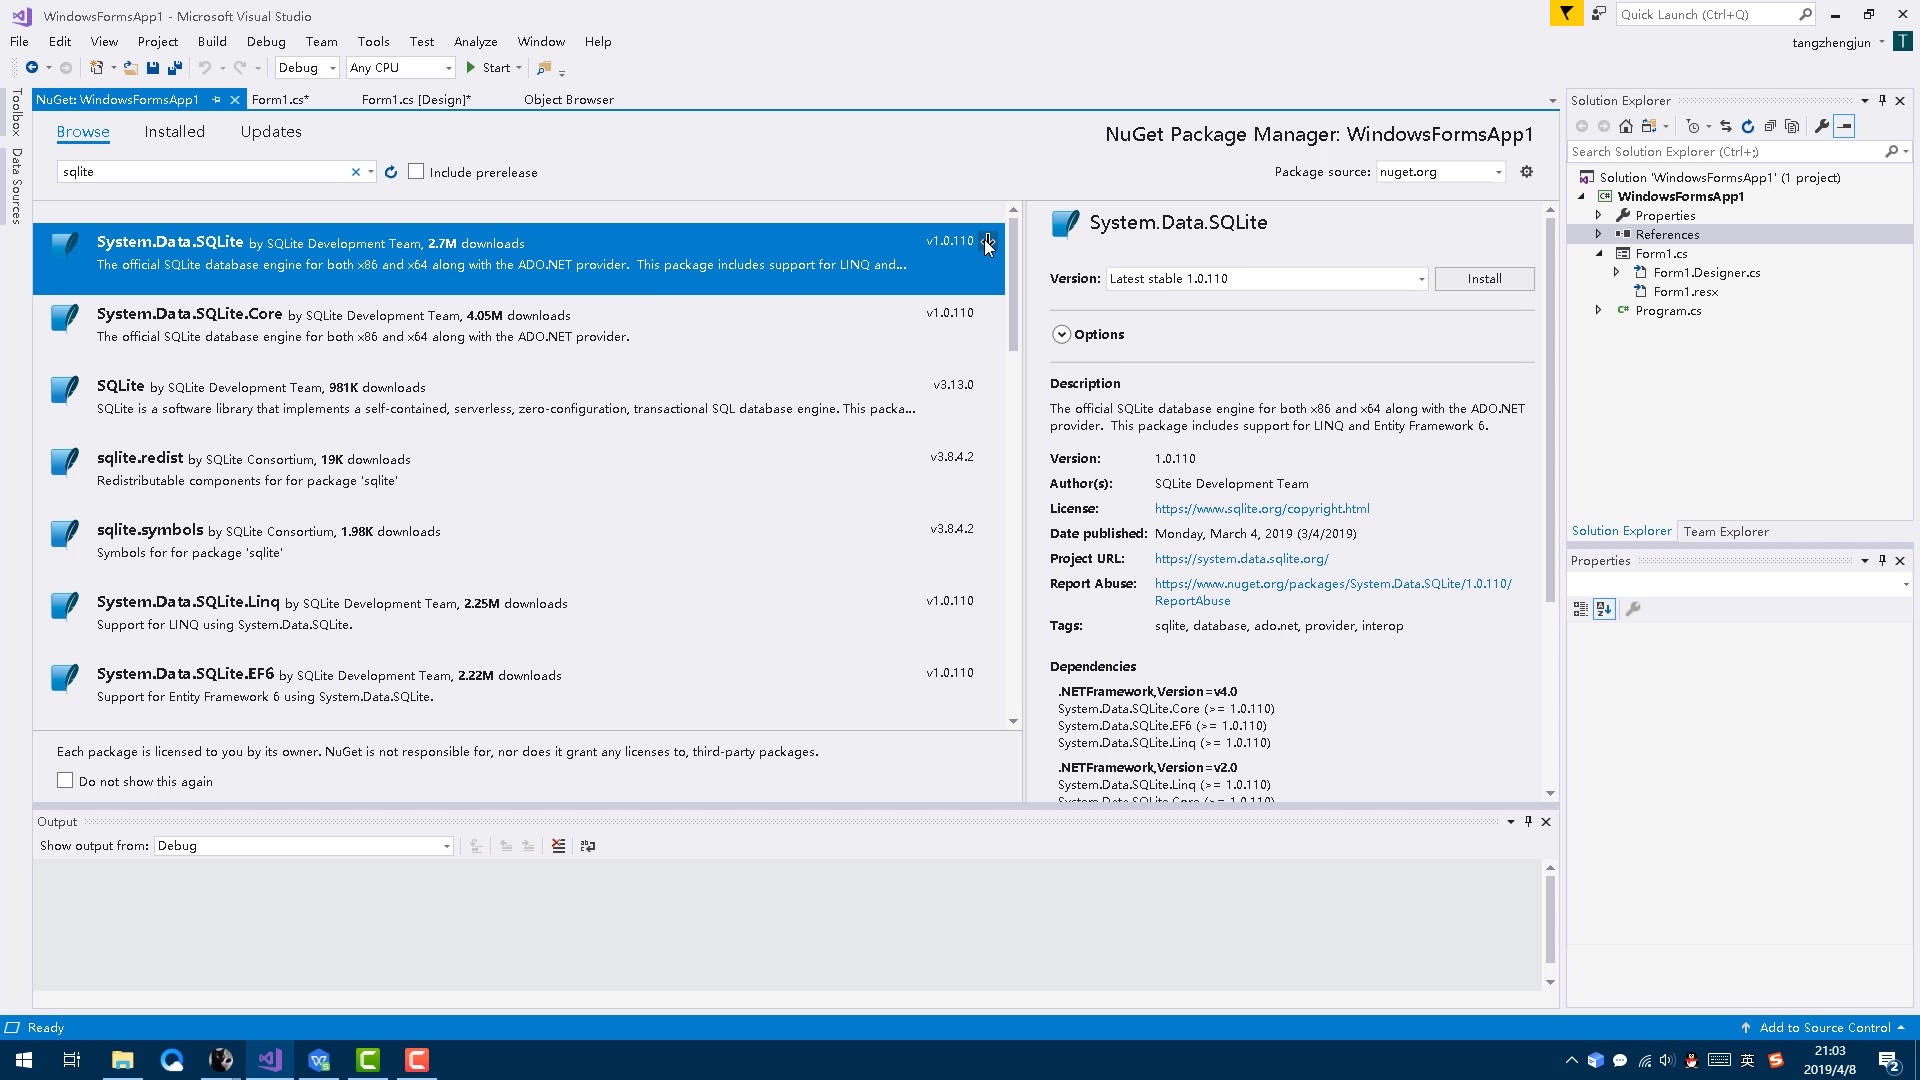 WindowsFormsApp1 - Microsoft Visual Studio
Quick Launch (Ctrl+Q)
File Edit View Project Build Debug Team Tools Test Analyze Window Help
tangzhengjun T
Debug Any CPU Start
Toolbox
Data Sources
NuGet: WindowsFormsApp1 Form1.cs* Form1.cs [Design]* Object Browser
Browse Installed Updates
NuGet Package Manager: WindowsFormsApp1
sqlite
Include prerelease
Package source: nuget.org
System.Data.SQLite by SQLite Development Team, 2.7M downloads v1.0.110
The official SQLite database engine for both x86 and x64 along with the ADO.NET provider. This package includes support for LINQ and...
System.Data.SQLite.Core by SQLite Development Team, 4.05M downloads v1.0.110
The official SQLite database engine for both x86 and x64 along with the ADO.NET provider.
SQLite by SQLite Development Team, 981K downloads v3.13.0
SQLite is a software library that implements a self-contained, serverless, zero-configuration, transactional SQL database engine. This packa...
sqlite.redist by SQLite Consortium, 19K downloads v3.8.4.2
Redistributable components for for package 'sqlite'
sqlite.symbols by SQLite Consortium, 1.98K downloads v3.8.4.2
Symbols for for package 'sqlite'
System.Data.SQLite.Linq by SQLite Development Team, 2.25M downloads v1.0.110
Support for LINQ using System.Data.SQLite.
System.Data.SQLite.EF6 by SQLite Development Team, 2.22M downloads v1.0.110
Support for Entity Framework 6 using System.Data.SQLite.
Each package is licensed to you by its owner. NuGet is not responsible for, nor does it grant any licenses to, third-party packages.
Do not show this again
System.Data.SQLite
Version: Latest stable 1.0.110 Install
Options
Description
The official SQLite database engine for both x86 and x64 along with the ADO.NET
provider. This package includes support for LINQ and Entity Framework 6.
Version: 1.0.110
Author(s): SQLite Development Team
License: https://www.sqlite.org/copyright.html
Date published: Monday, March 4, 2019 (3/4/2019)
Project URL: https://system.data.sqlite.org/
Report Abuse: https://www.nuget.org/packages/System.Data.SQLite/1.0.110/
ReportAbuse
Tags: sqlite, database, ado.net, provider, interop
Dependencies
.NETFramework,Version=v4.0
System.Data.SQLite.Core (>= 1.0.110)
System.Data.SQLite.EF6 (>= 1.0.110)
System.Data.SQLite.Linq (>= 1.0.110)
.NETFramework,Version=v2.0
System.Data.SQLite.Linq (>= 1.0.110)
System.Data.SQLite.Core (>= 1.0.110)
Solution Explorer
Search Solution Explorer (Ctrl+;)
Solution 'WindowsFormsApp1' (1 project)
WindowsFormsApp1
Properties
References
Form1.cs
Form1.Designer.cs
Form1.resx
Program.cs
Solution Explorer Team Explorer
Properties
Output
Show output from: Debug
Ready
Add to Source Control
英
21:03
2019/4/8
2